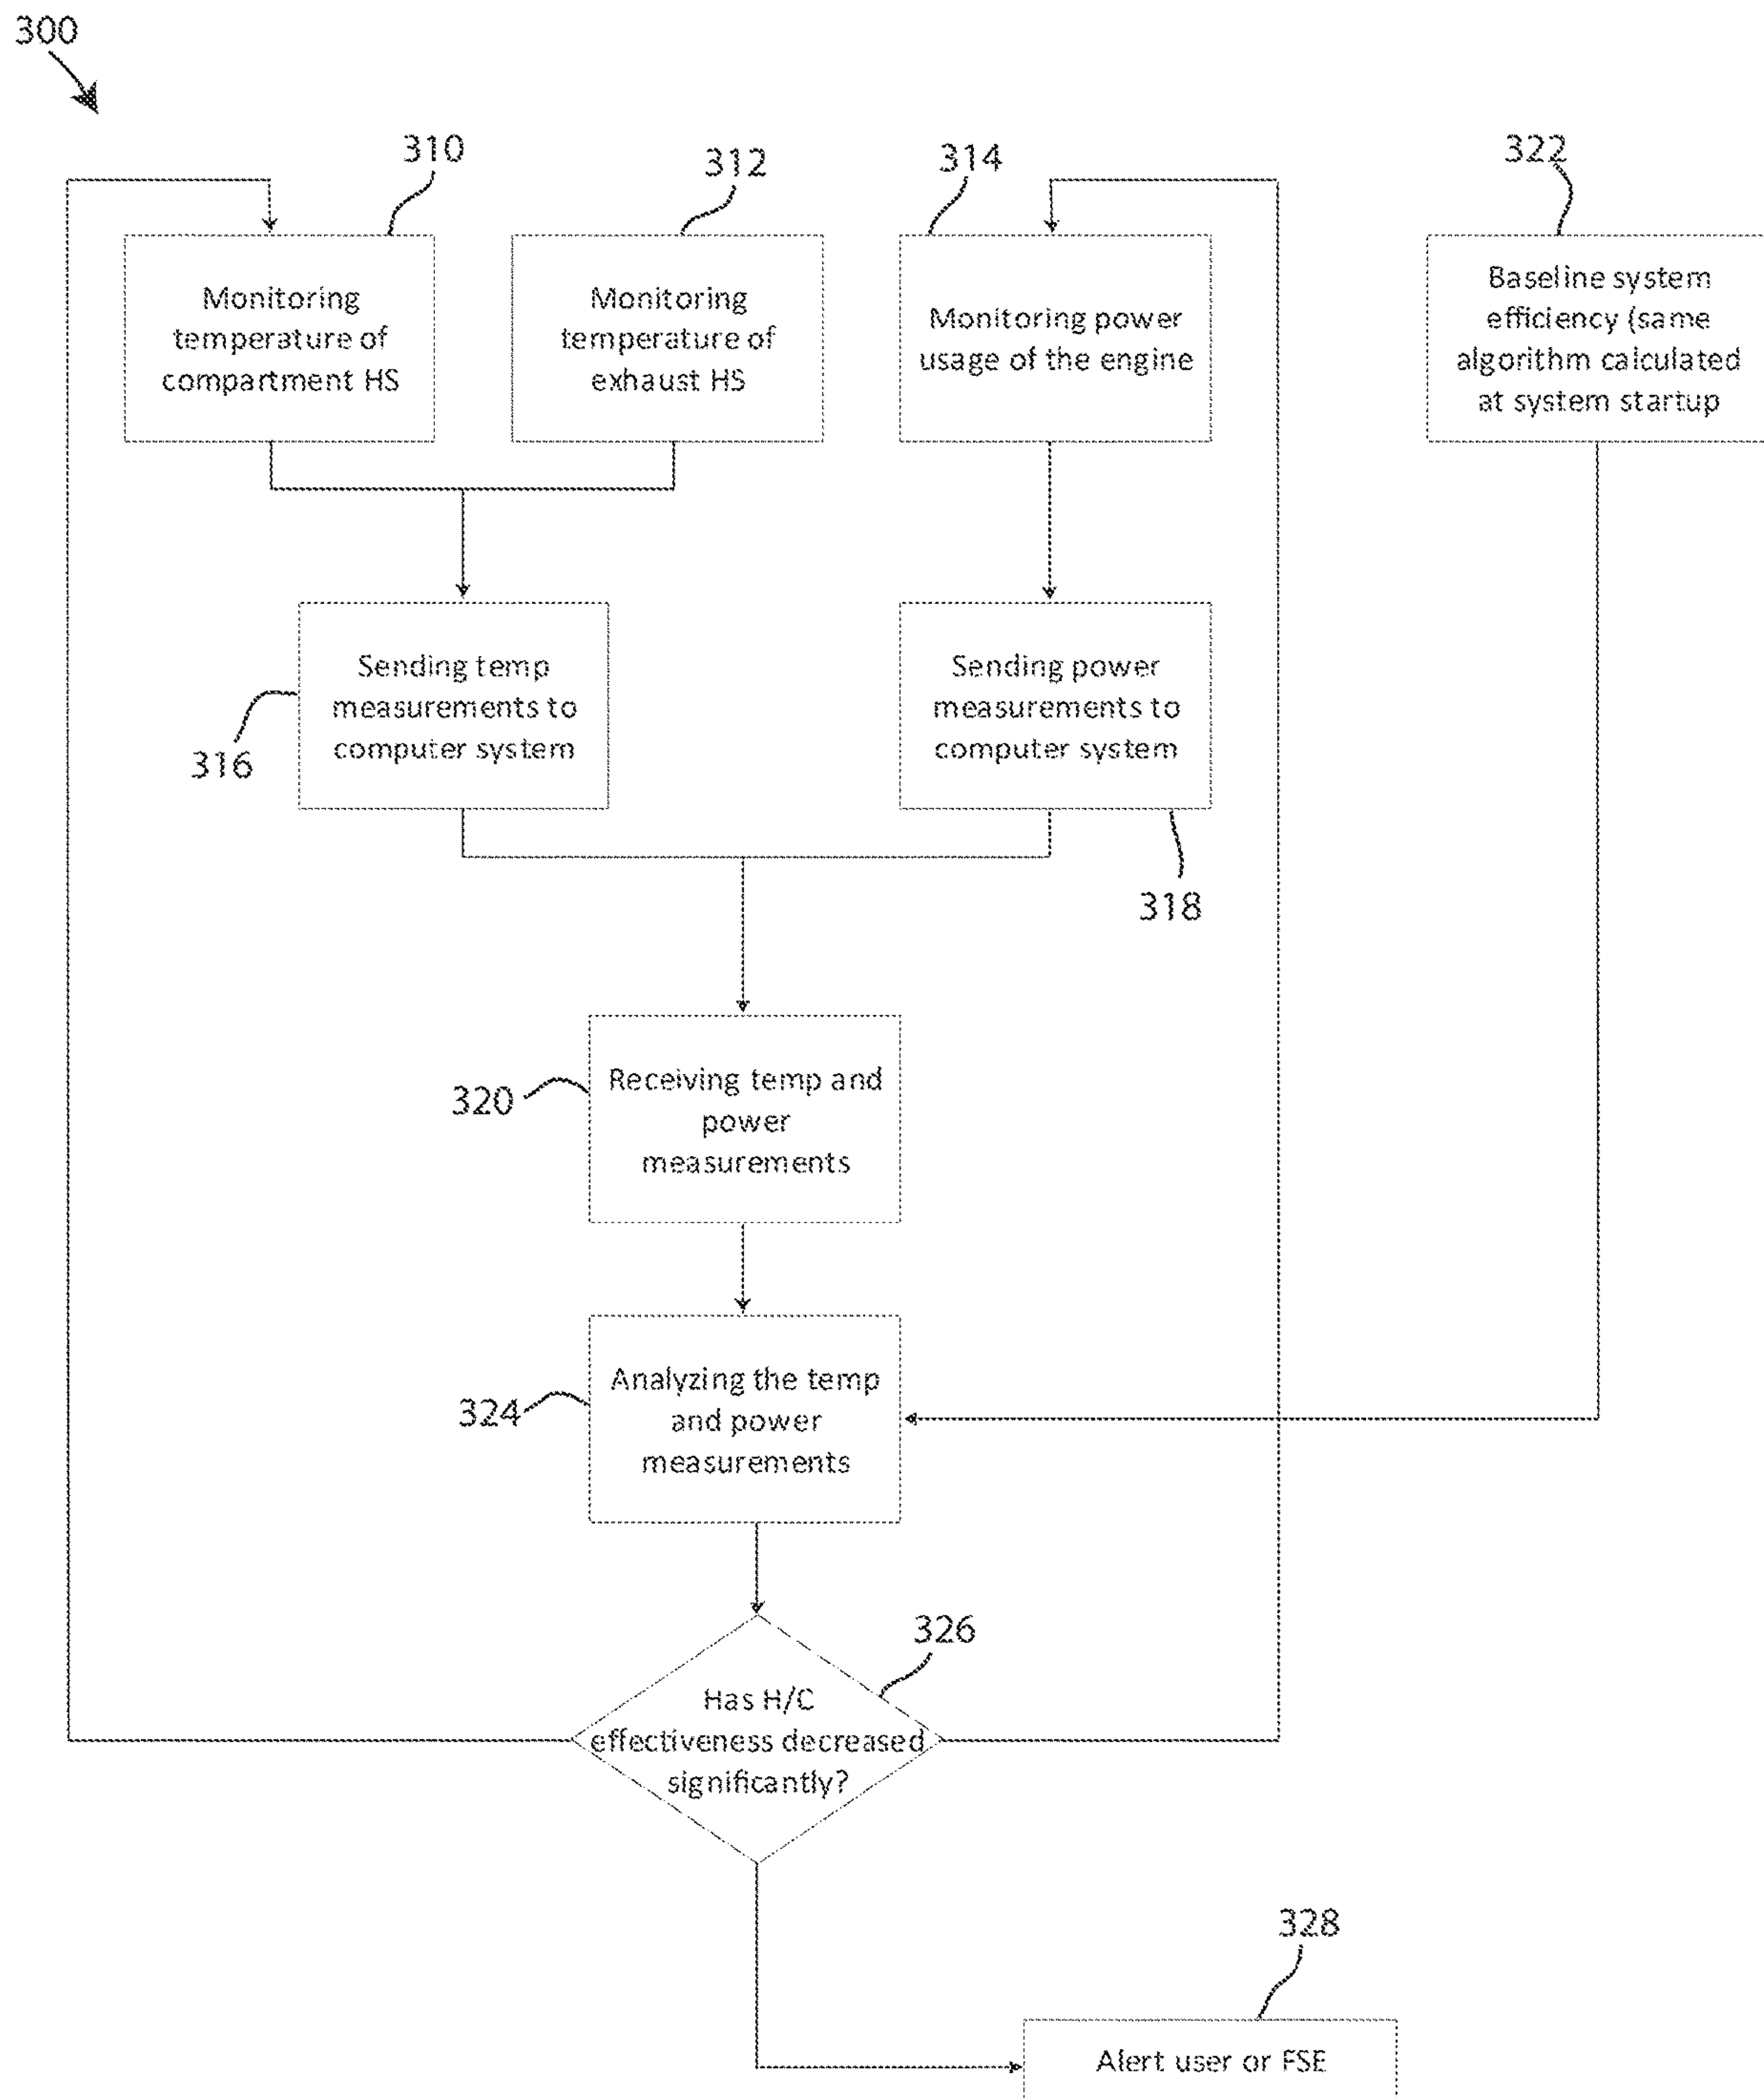 300
310
312
314
322
Monitoring
temperature of
compartment HS
Monitoring
temperature of
exhaust HS
Monitoring power
usage of the engine
Baseline system
efficiency (same
algorithm calculated
at system startup
Sending temp
measurements to
computer system
316
Sending power
measurements to
computer system
318
Receiving temp and
power
measurements
320
Analyzing the temp
and power
measurements
324
326
Has H/C
effectiveness decreased
significantly?
328
Alert user or FSE